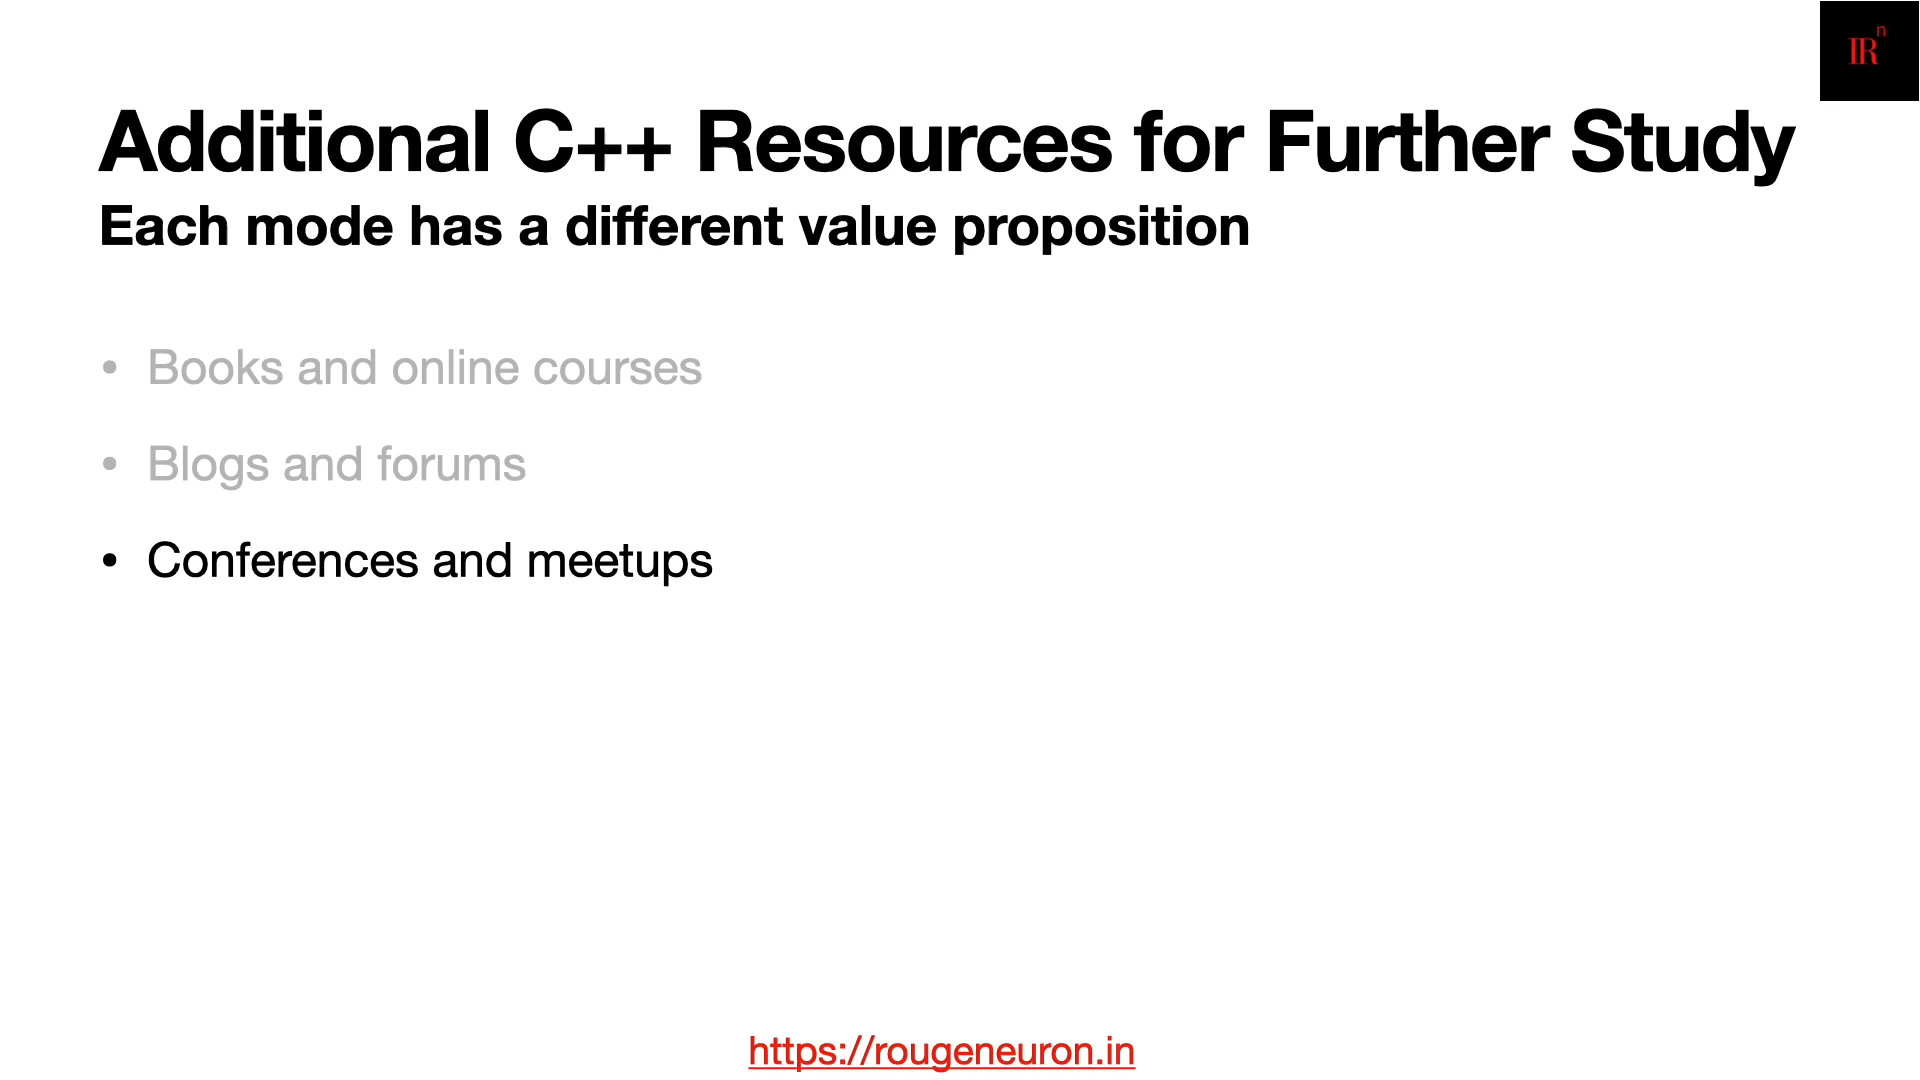 IRⁿ
Additional C++ Resources for Further Study
Each mode has a different value proposition
• Books and online courses
• Blogs and forums
• Conferences and meetups
https://rougeneuron.in